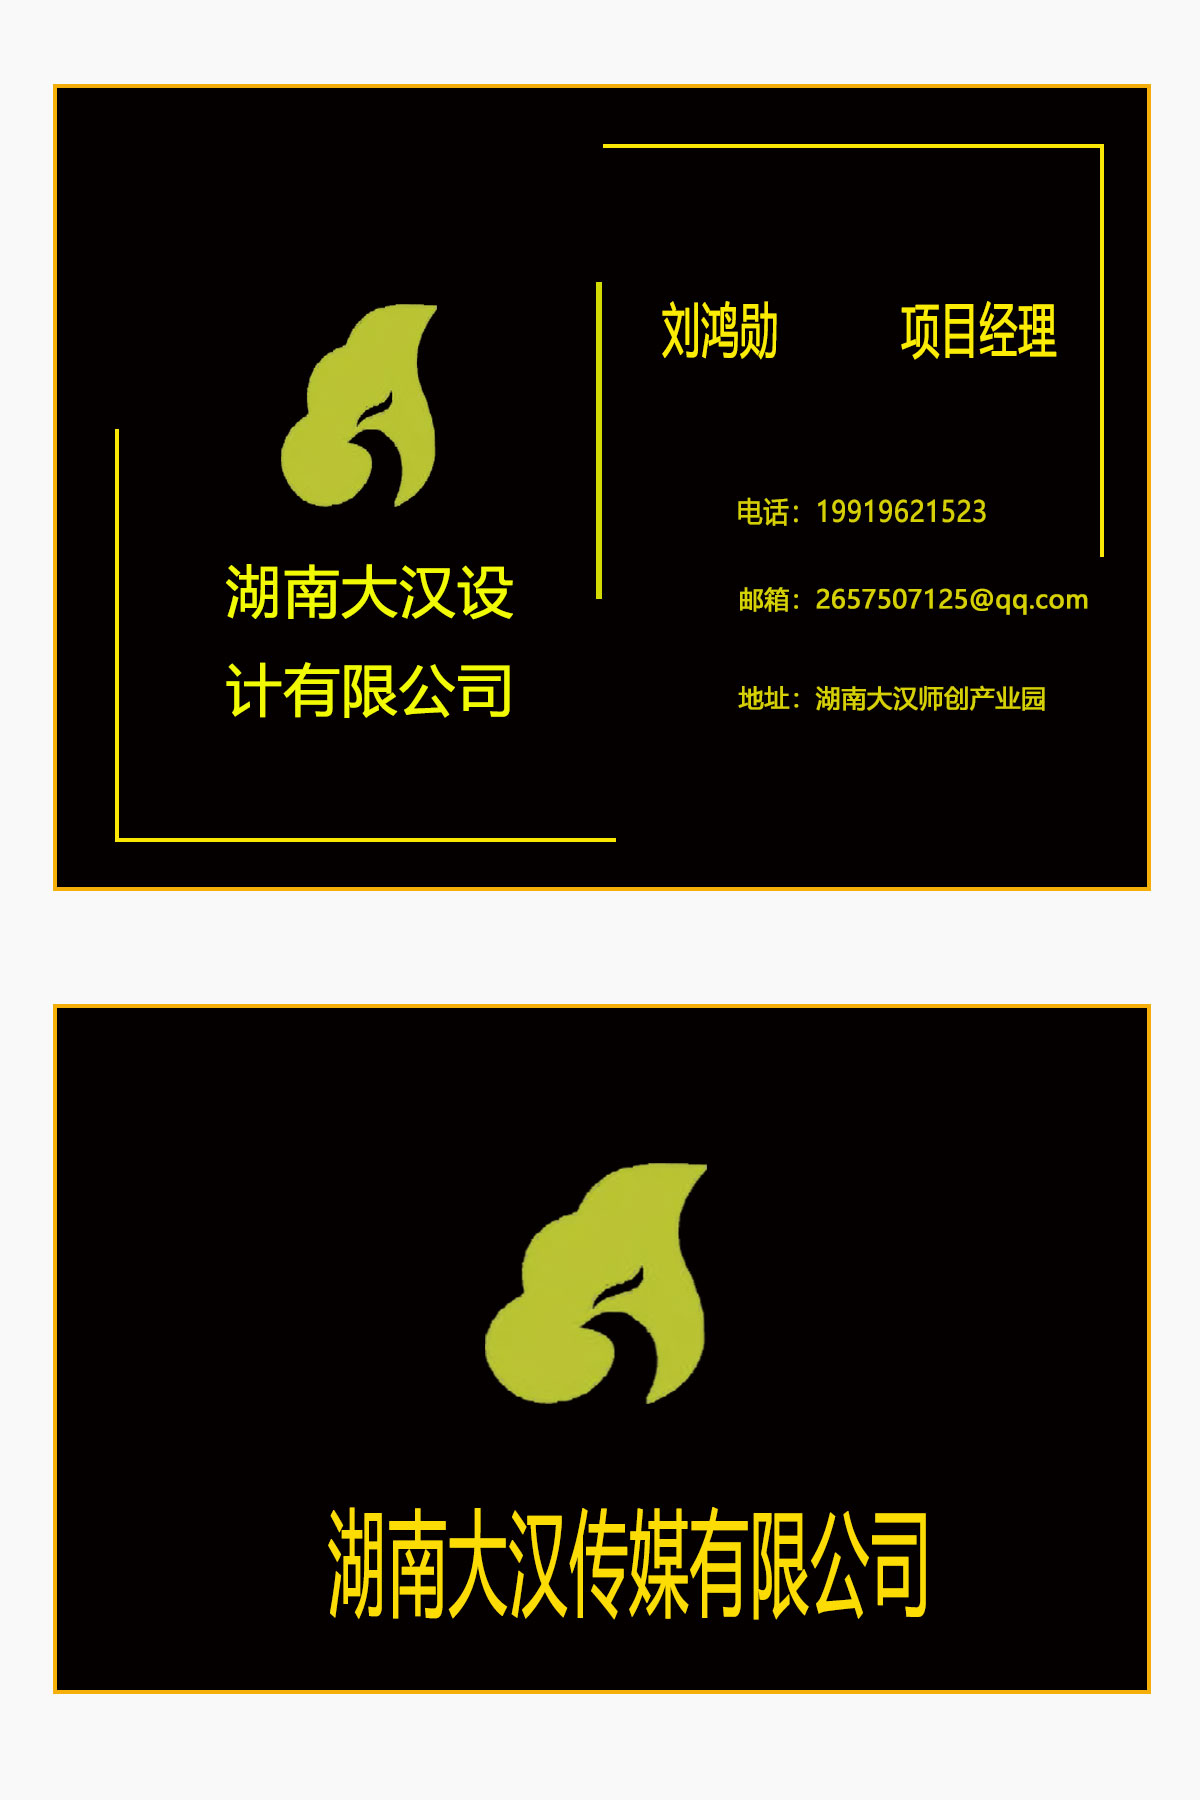 湖南大汉设
计有限公司
刘鸿勋 项目经理
电话：19919621523
邮箱：2657507125@qq.com
地址：湖南大汉师创产业园
湖南大汉传媒有限公司